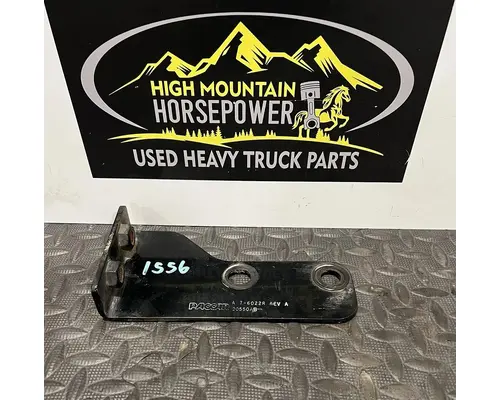 HIGH MOUNTAIN
HORSEPOWER
USED HEAVY TRUCK PARTS
1556
PACCAR